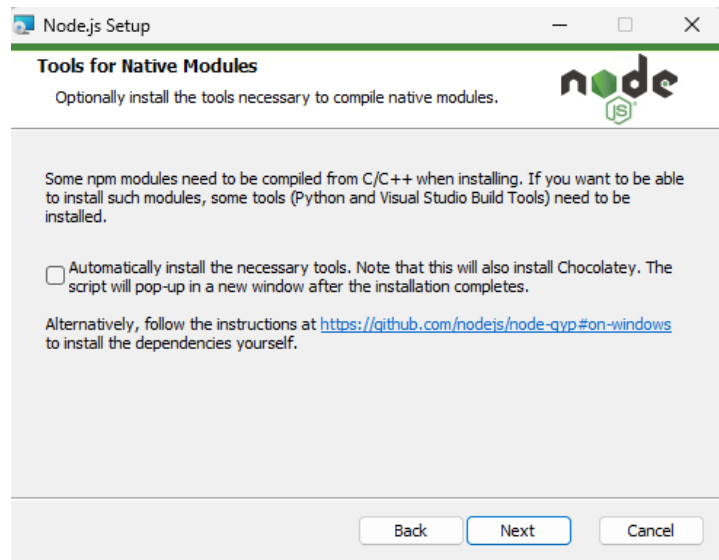 Node.js Setup
Tools for Native Modules
Optionally install the tools necessary to compile native modules.
node
JS
Some npm modules need to be compiled from C/C++ when installing. If you want to be able
to install such modules, some tools (Python and Visual Studio Build Tools) need to be
installed.
Automatically install the necessary tools. Note that this will also install Chocolatey. The
script will pop-up in a new window after the installation completes.
Alternatively, follow the instructions at https://github.com/nodejs/node-gyp#on-windows
to install the dependencies yourself.
Back Next Cancel